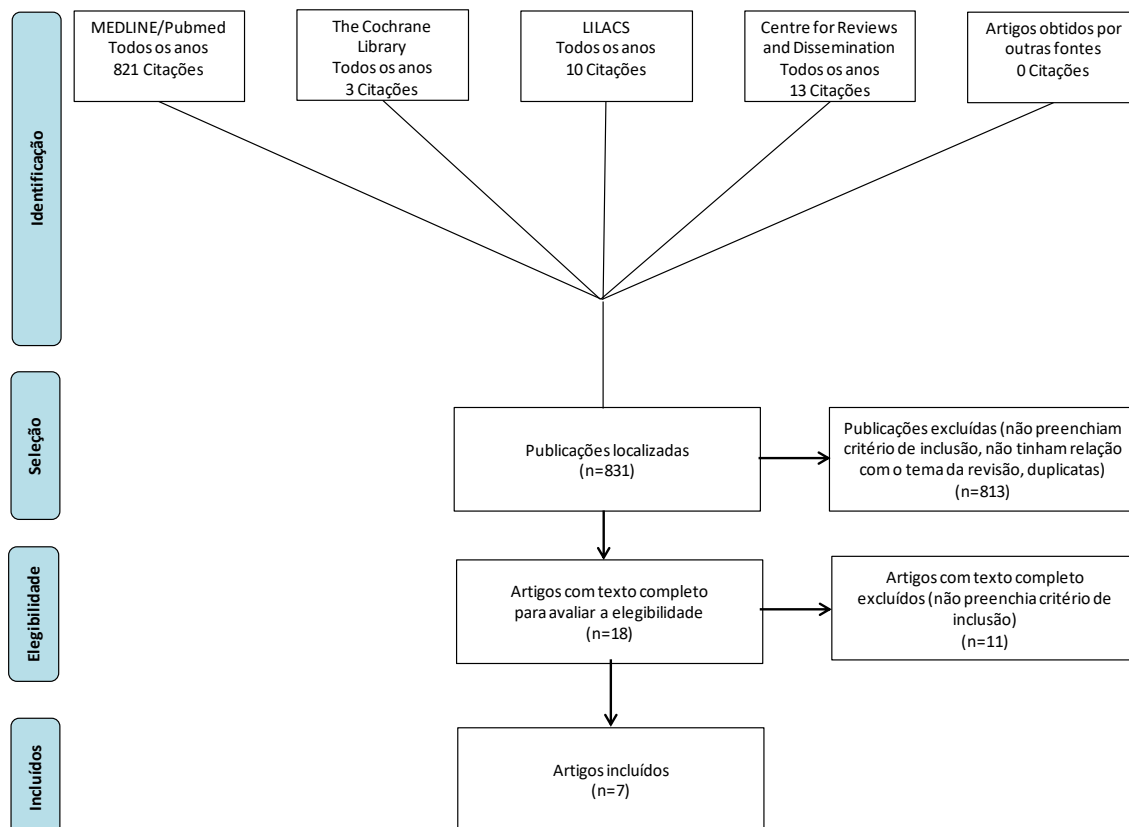 MEDLINE/Pubmed
Todos os anos
821 Citações
The Cochrane
Library
Todos os anos
3 Citações
LILACS
Todos os anos
10 Citações
Centre for Reviews
and Dissemination
Todos os anos
13 Citações
Artigos obtidos por
outras fontes
0 Citações
Identificação
Seleção
Publicações localizadas
(n=831)
Publicações excluídas (não preenchiam
critério de inclusão, não tinham relação
com o tema da revisão, duplicatas)
(n=813)
Elegibilidade
Artigos com texto completo
para avaliar a elegibilidade
(n=18)
Artigos com texto completo
excluídos (não preenchia critério de
inclusão)
(n=11)
Incluídos
Artigos incluídos
(n=7)